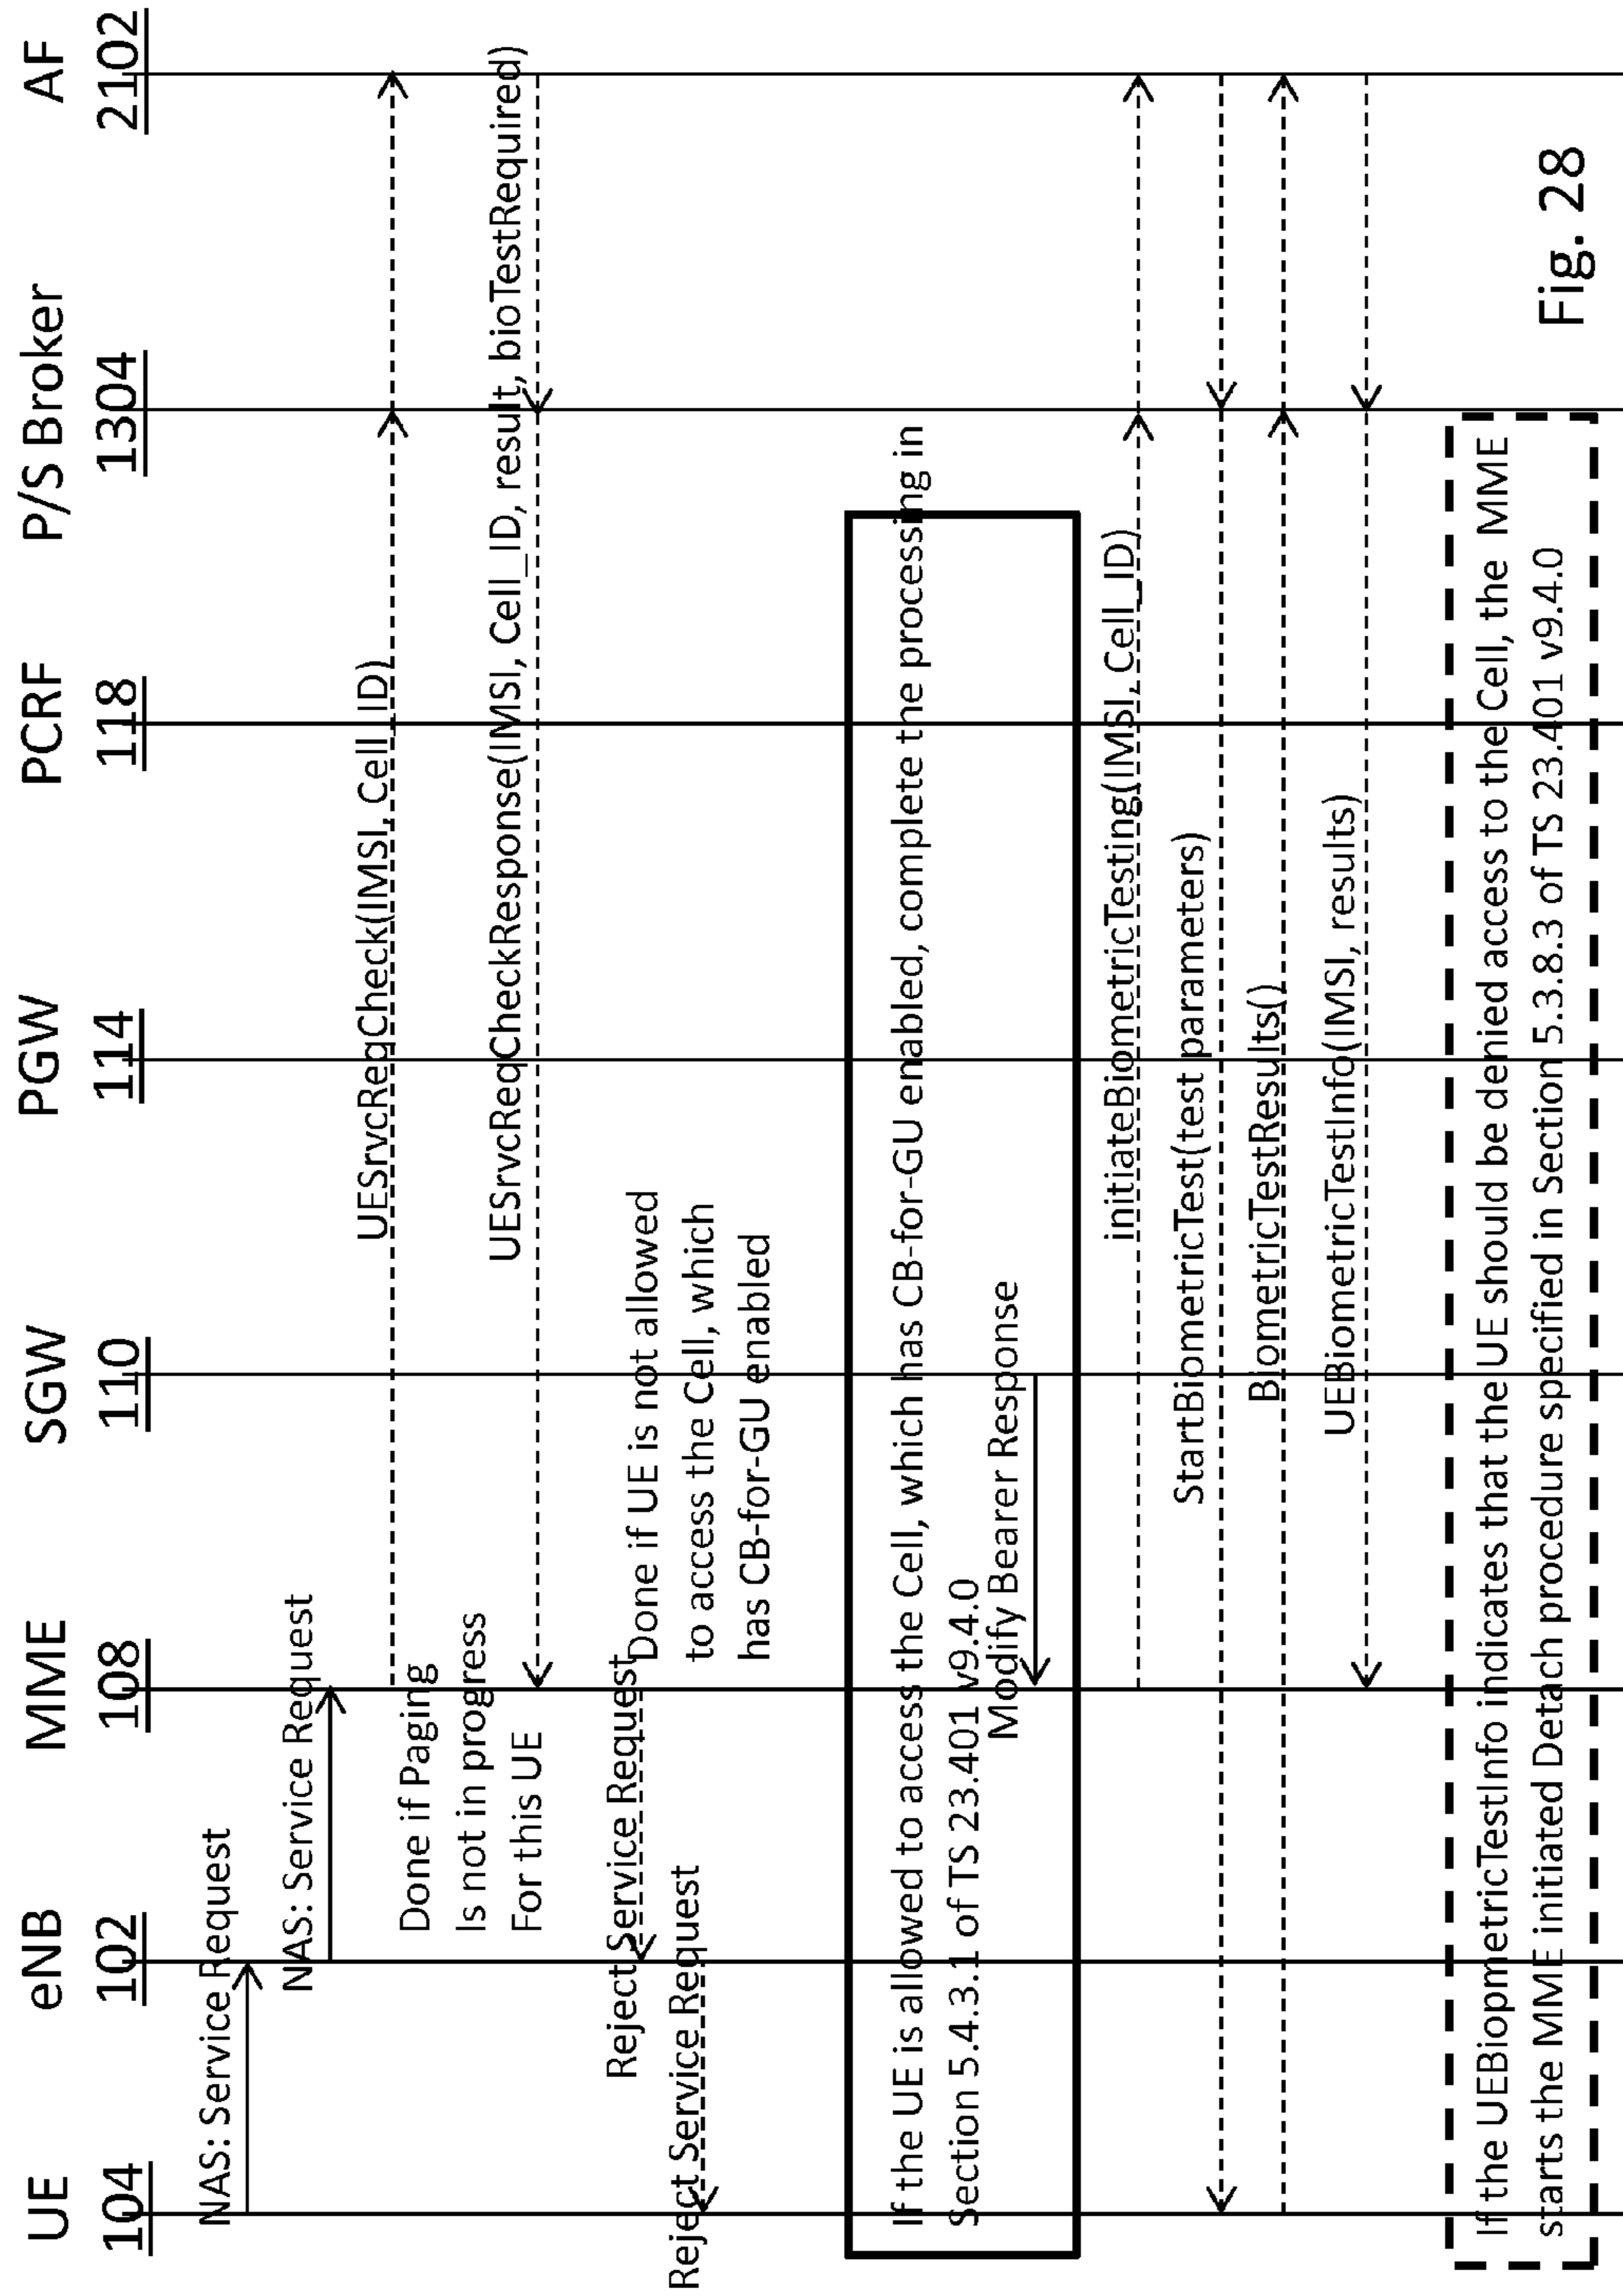 UE
eNB
MME
SGW
PGW
PCRF
P/S Broker
AF
104
102
108
110
114
118
1304
2102
NAS: Service Request
NAS: Service Request
UESrvcReqCheck(IMSI, Cell_ID)
Done if Paging
Is not in progress
For this UE
UESrvcReqCheckResponse(IMSI, Cell_ID, result, bioTestRequired)
Reject Service Request
Done if UE is not allowed
to access the Cell, which
has CB-for-GU enabled
Reject Service Request
If the UE is allowed to access the Cell, which has CB-for-GU enabled, complete the processing in
Section 5.4.3.1 of TS 23.401 v9.4.0
Modify Bearer Response
initiateBiometricTesting(IMSI, Cell_ID)
StartBiometricTest(test parameters)
BiometricTestResults()
UEBiometricTestInfo(IMSI, results)
If the UEBiopmetricTestInfo indicates that the UE should be denied access to the Cell, the MME
starts the MME initiated Detach procedure specified in Section 5.3.8.3 of TS 23.401 v9.4.0
Fig. 28